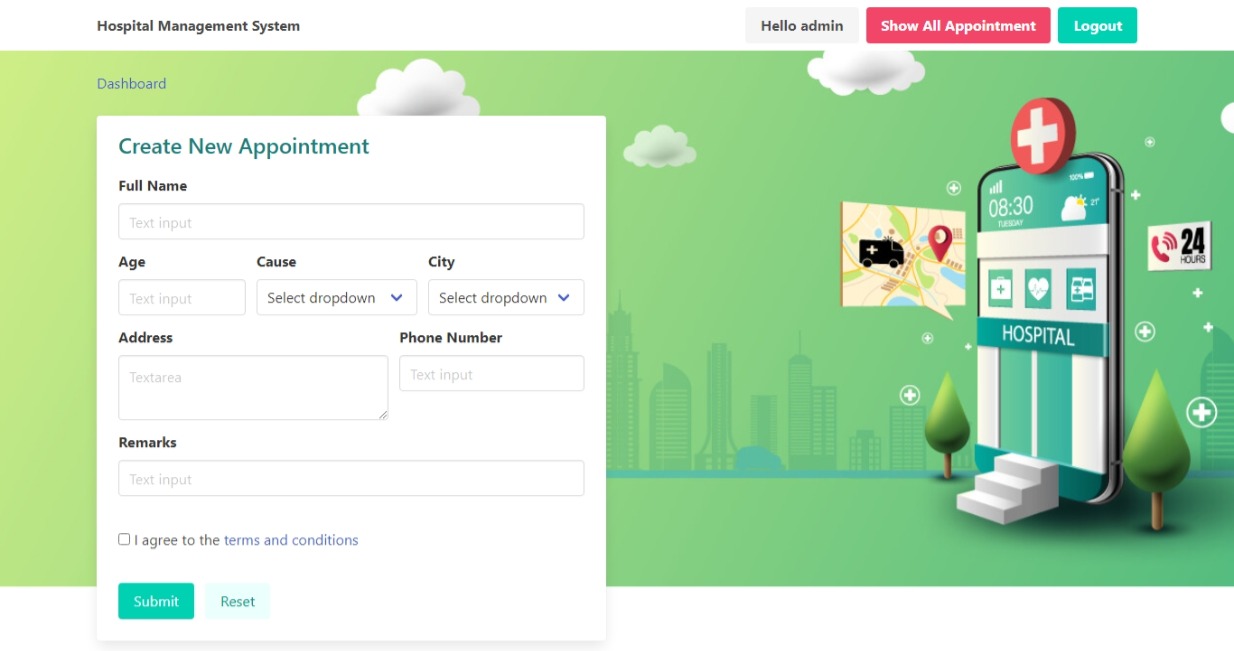 Hospital Management System
Hello admin
Show All Appointment
Logout
Dashboard
Create New Appointment
Full Name
Text input
Age Cause City
Text input Select dropdown Select dropdown
Address Phone Number
Textarea Text input
Remarks
Text input
I agree to the terms and conditions
Submit Reset
100%
08:30
21°
TUESDAY
24
HOURS
HOSPITAL